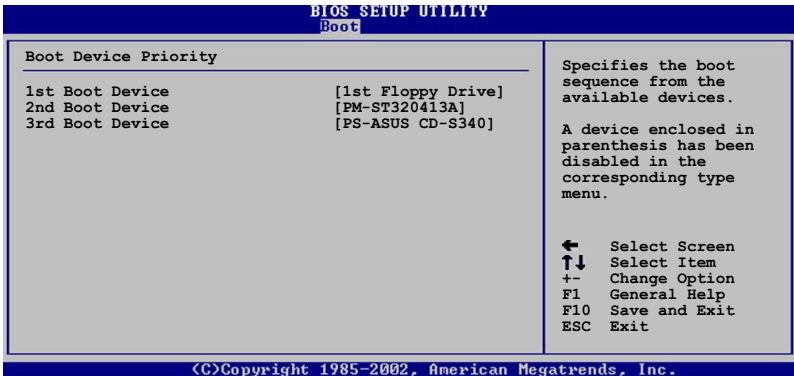 BIOS SETUP UTILITY
Boot
Boot Device Priority
1st Boot Device [1st Floppy Drive]
2nd Boot Device [PM-ST320413A]
3rd Boot Device [PS-ASUS CD-S340]
Specifies the boot
sequence from the
available devices.
A device enclosed in
parenthesis has been
disabled in the
corresponding type
menu.
← Select Screen
↑↓ Select Item
+- Change Option
F1 General Help
F10 Save and Exit
ESC Exit
(C)Copyright 1985-2002, American Megatrends, Inc.